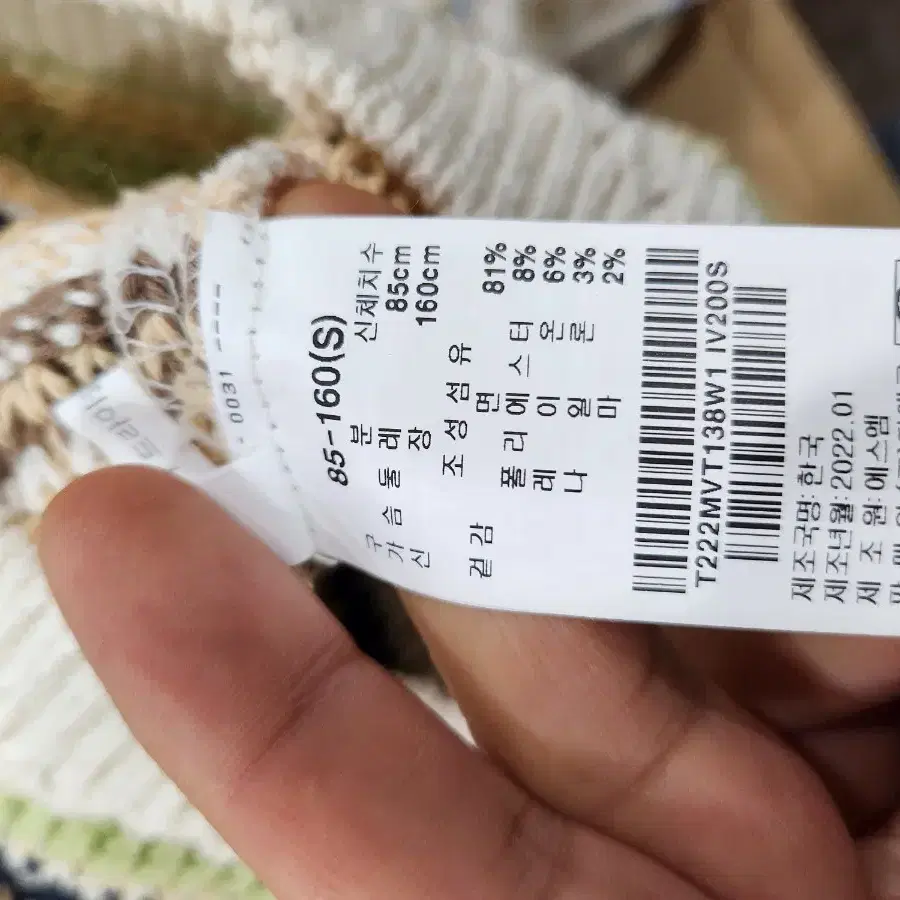 85-160(S)
구 분 신체치수
가슴둘레 85cm
신 장 160cm
조성섬유
겉감 면 81%
폴리에스터 8%
레이온 6%
나일론 3%
마 2%
T222MVT138W1 IV200S
제조국명: 한국
제조년월: 2022.01
제 조 원: 에스엠
0031 ----